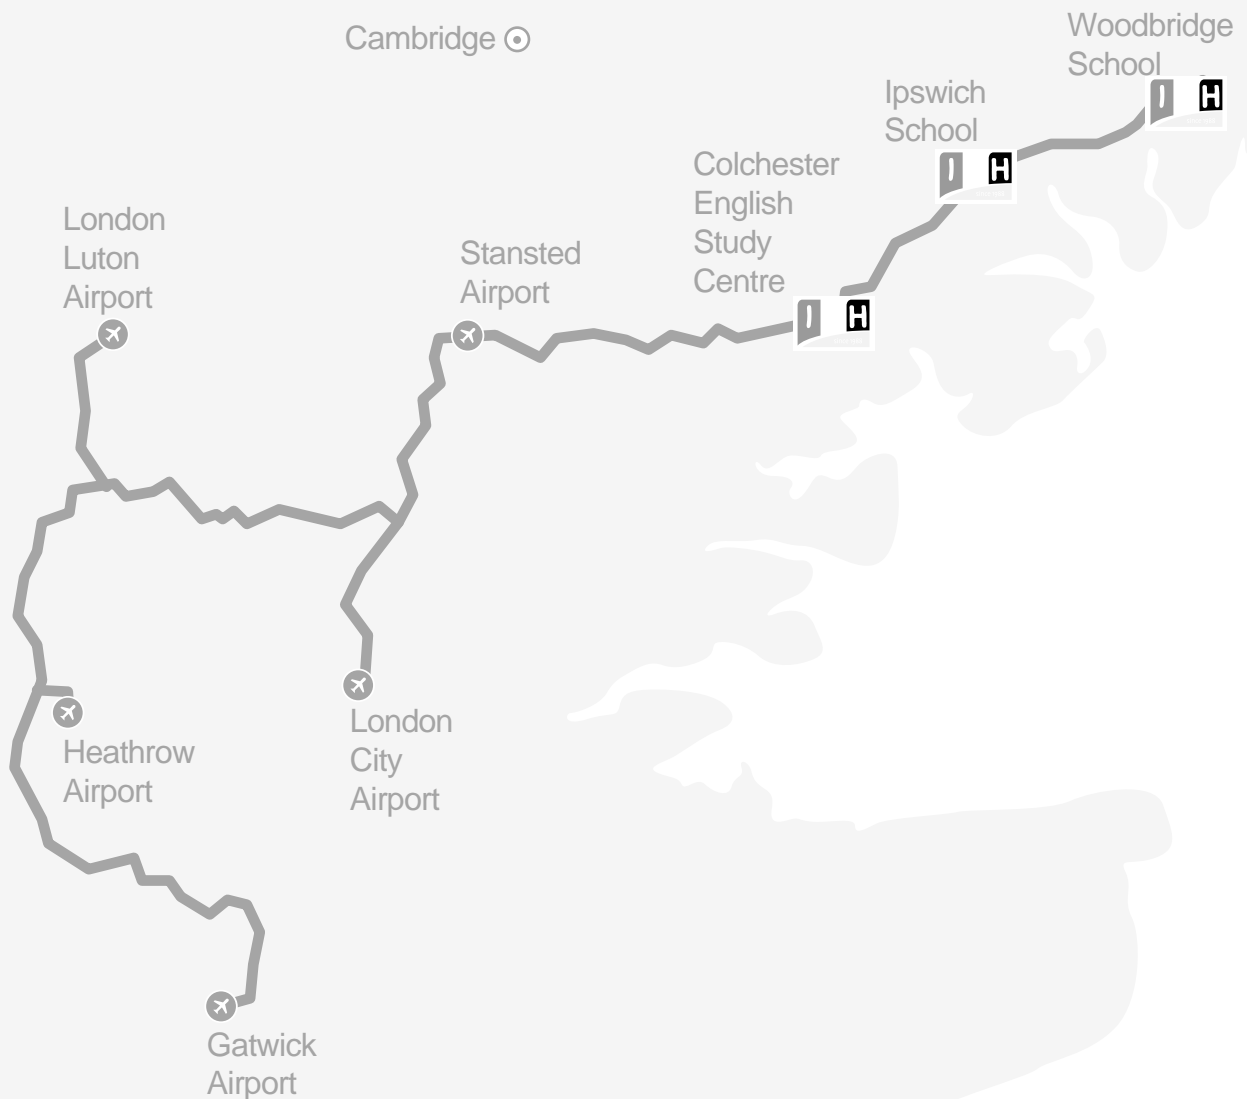 Cambridge
Woodbridge
School
Ipswich
School
Colchester
English
Study
Centre
London
Luton
Airport
Stansted
Airport
London
City
Airport
Heathrow
Airport
Gatwick
Airport
I H
I H
I H